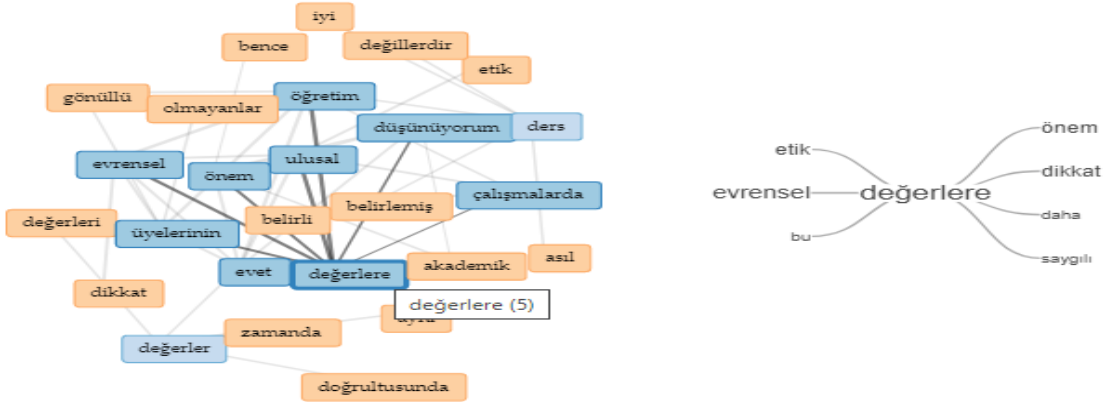 iyi
bence
değillerdir
etik
gönüllü
olmayanlar
öğretim
düşünüyorum
ders
evrensel
önem
ulusal
çalışmalarda
değerleri
üyelerinin
belirli
belirlemiş
evet
değerlere
akademik
asıl
dikkat
değerlere (5)
zamanda
değerler
doğrultusunda
etik
evrensel
bu
değerlere
önem
dikkat
daha
saygılı